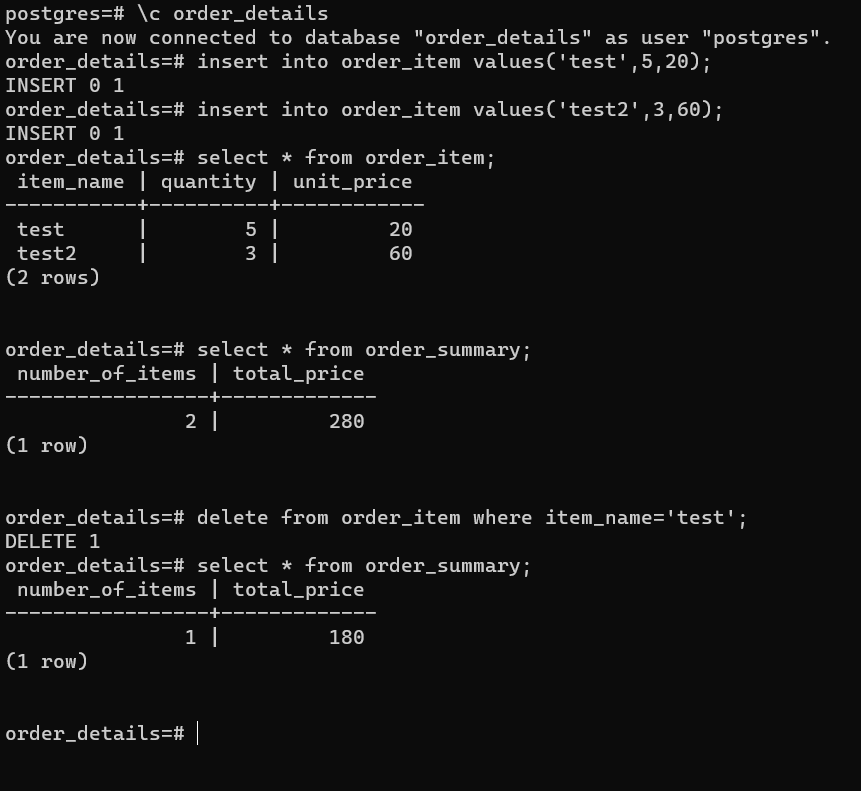 postgres=# \c order_details
You are now connected to database "order_details" as user "postgres".
order_details=# insert into order_item values('test',5,20);
INSERT 0 1
order_details=# insert into order_item values('test2',3,60);
INSERT 0 1
order_details=# select * from order_item;
 item_name | quantity | unit_price
-----------+----------+------------
 test      |        5 |         20
 test2     |        3 |         60
(2 rows)
order_details=# select * from order_summary;
 number_of_items | total_price
-----------------+-------------
               2 |         280
(1 row)
order_details=# delete from order_item where item_name='test';
DELETE 1
order_details=# select * from order_summary;
 number_of_items | total_price
-----------------+-------------
               1 |         180
(1 row)
order_details=#